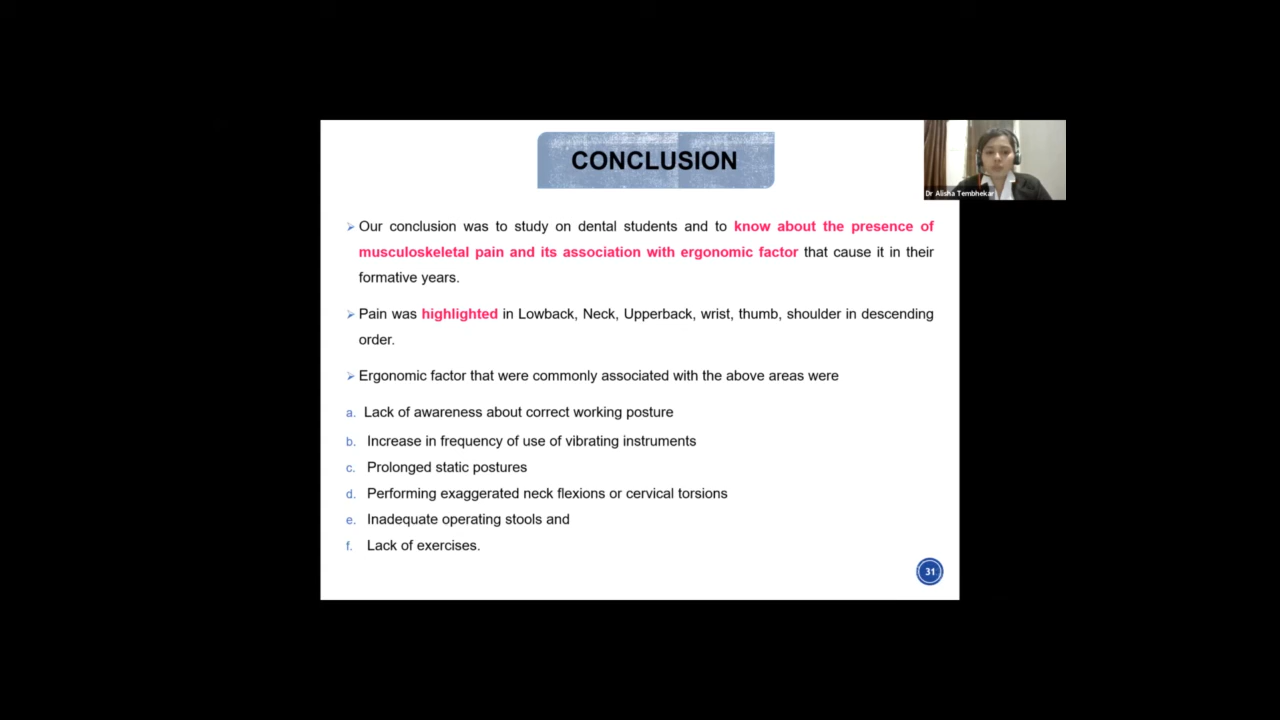 CONCLUSION
Dr Alisha Tembhekar
➢ Our conclusion was to study on dental students and to know about the presence of
musculoskeletal pain and its association with ergonomic factor that cause it in their
formative years.
➢ Pain was highlighted in Lowback, Neck, Upperback, wrist, thumb, shoulder in descending
order.
➢ Ergonomic factor that were commonly associated with the above areas were
a. Lack of awareness about correct working posture
b. Increase in frequency of use of vibrating instruments
c. Prolonged static postures
d. Performing exaggerated neck flexions or cervical torsions
e. Inadequate operating stools and
f. Lack of exercises.
31